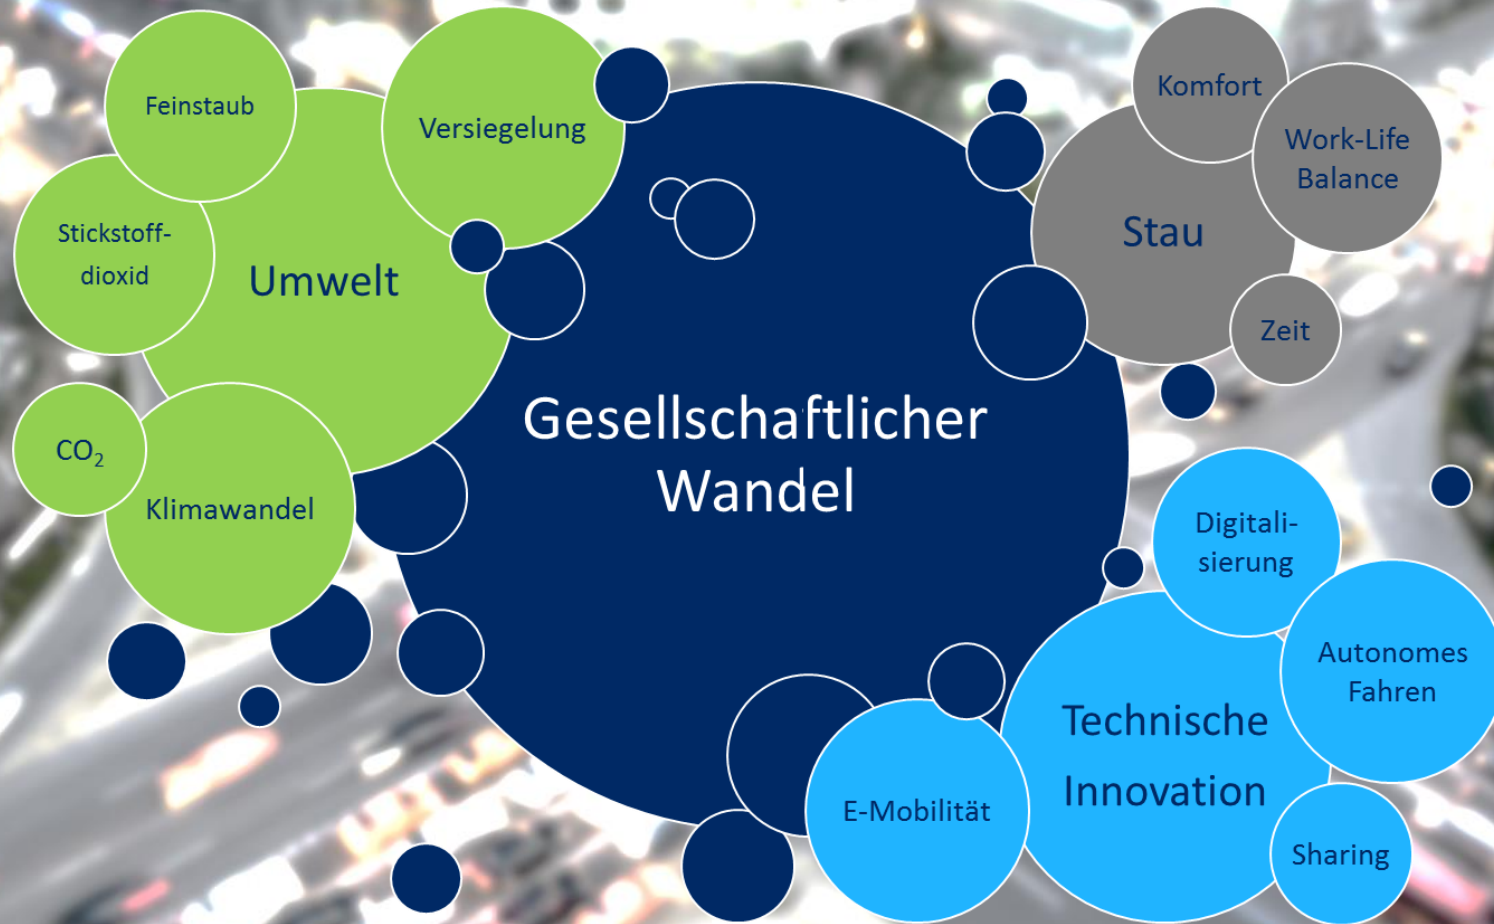 Feinstaub
Versiegelung
Stickstoff-
dioxid
Umwelt
CO₂
Klimawandel
Gesellschaftlicher
Wandel
Komfort
Work-Life
Balance
Stau
Zeit
Digitali-
sierung
Autonomes
Fahren
Technische
Innovation
E-Mobilität
Sharing